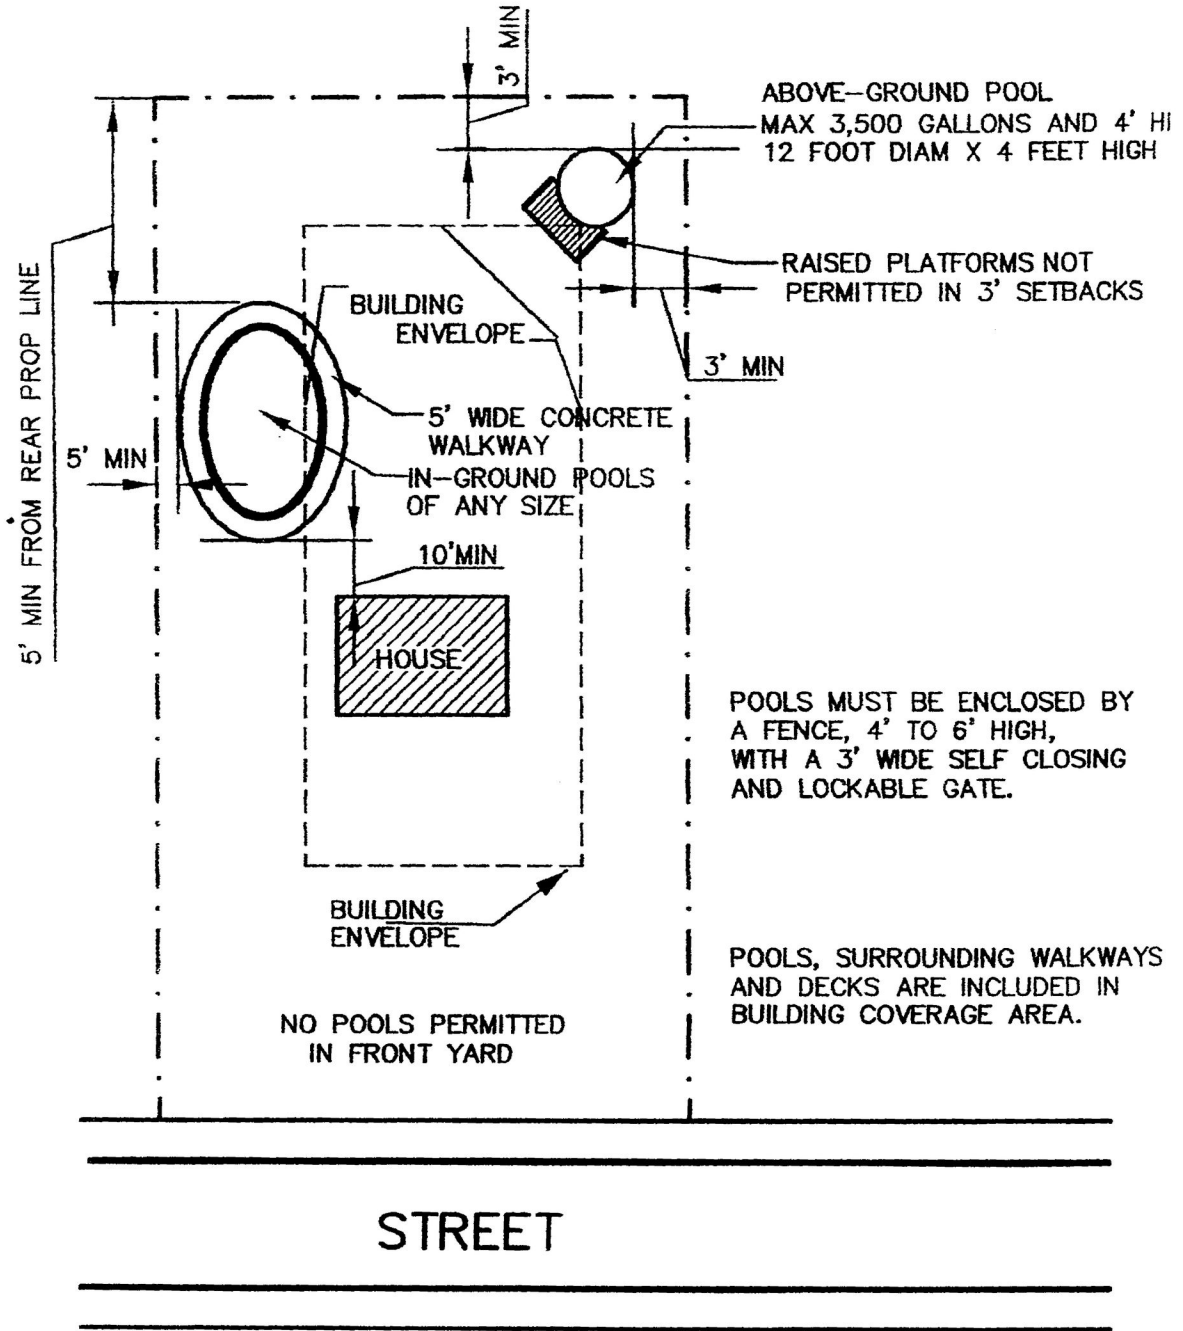 3' MIN
ABOVE-GROUND POOL
MAX 3,500 GALLONS AND 4' HI
12 FOOT DIAM X 4 FEET HIGH
RAISED PLATFORMS NOT
PERMITTED IN 3' SETBACKS
3' MIN
BUILDING
ENVELOPE
5' MIN FROM REAR PROP LINE
5' MIN
5' WIDE CONCRETE
WALKWAY
IN-GROUND POOLS
OF ANY SIZE
10'MIN
HOUSE
POOLS MUST BE ENCLOSED BY
A FENCE, 4' TO 6' HIGH,
WITH A 3' WIDE SELF CLOSING
AND LOCKABLE GATE.
BUILDING
ENVELOPE
POOLS, SURROUNDING WALKWAYS
AND DECKS ARE INCLUDED IN
BUILDING COVERAGE AREA.
NO POOLS PERMITTED
IN FRONT YARD
STREET